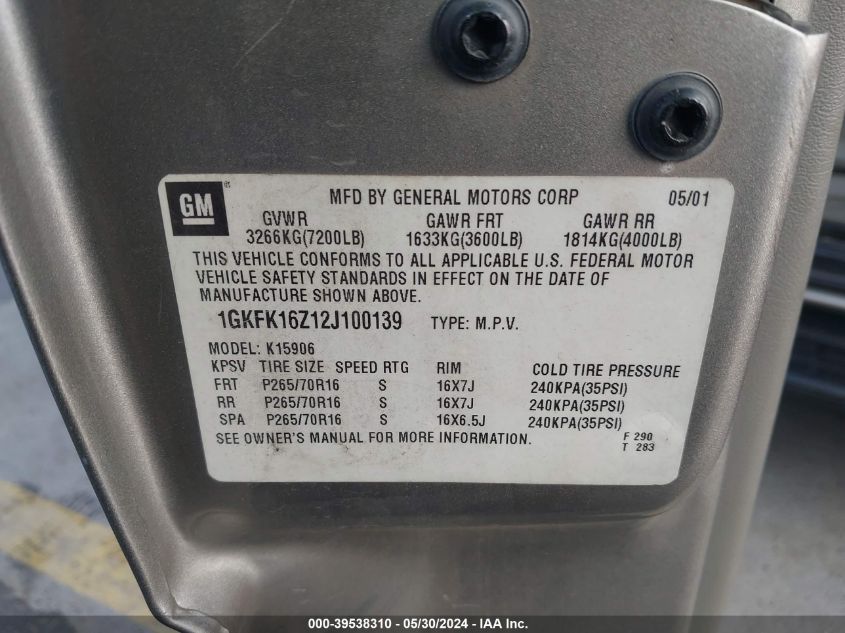 GM ®
MFD BY GENERAL MOTORS CORP 05/01
GVWR GAWR FRT GAWR RR
3266KG(7200LB) 1633KG(3600LB) 1814KG(4000LB)
THIS VEHICLE CONFORMS TO ALL APPLICABLE U.S. FEDERAL MOTOR
VEHICLE SAFETY STANDARDS IN EFFECT ON THE DATE OF
MANUFACTURE SHOWN ABOVE.
1GKFK16Z12J100139 TYPE: M.P.V.
MODEL: K15906
KPSV TIRE SIZE SPEED RTG RIM COLD TIRE PRESSURE
FRT P265/70R16 S 16X7J 240KPA(35PSI)
RR P265/70R16 S 16X7J 240KPA(35PSI)
SPA P265/70R16 S 16X6.5J 240KPA(35PSI)
SEE OWNER'S MANUAL FOR MORE INFORMATION.
F 290
T 283
000-39538310 - 05/30/2024 - IAA Inc.